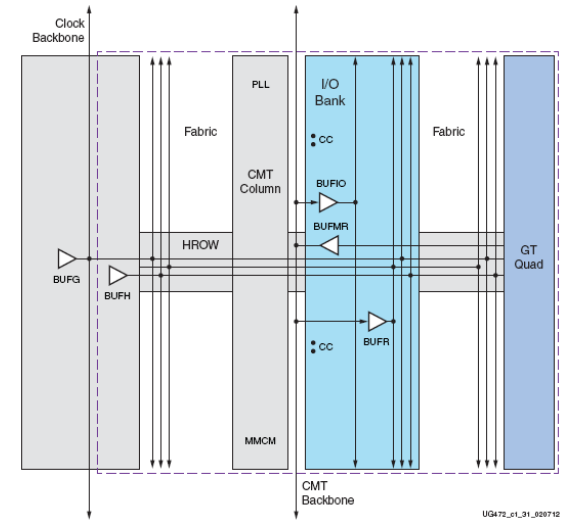 Clock
Backbone
PLL
I/O
Bank
Fabric
CC
Fabric
CMT
Column
BUFIO
BUFMR
HROW
GT
Quad
BUFG
BUFH
BUFR
CC
MMCM
CMT
Backbone
UG472_c1_31_020712